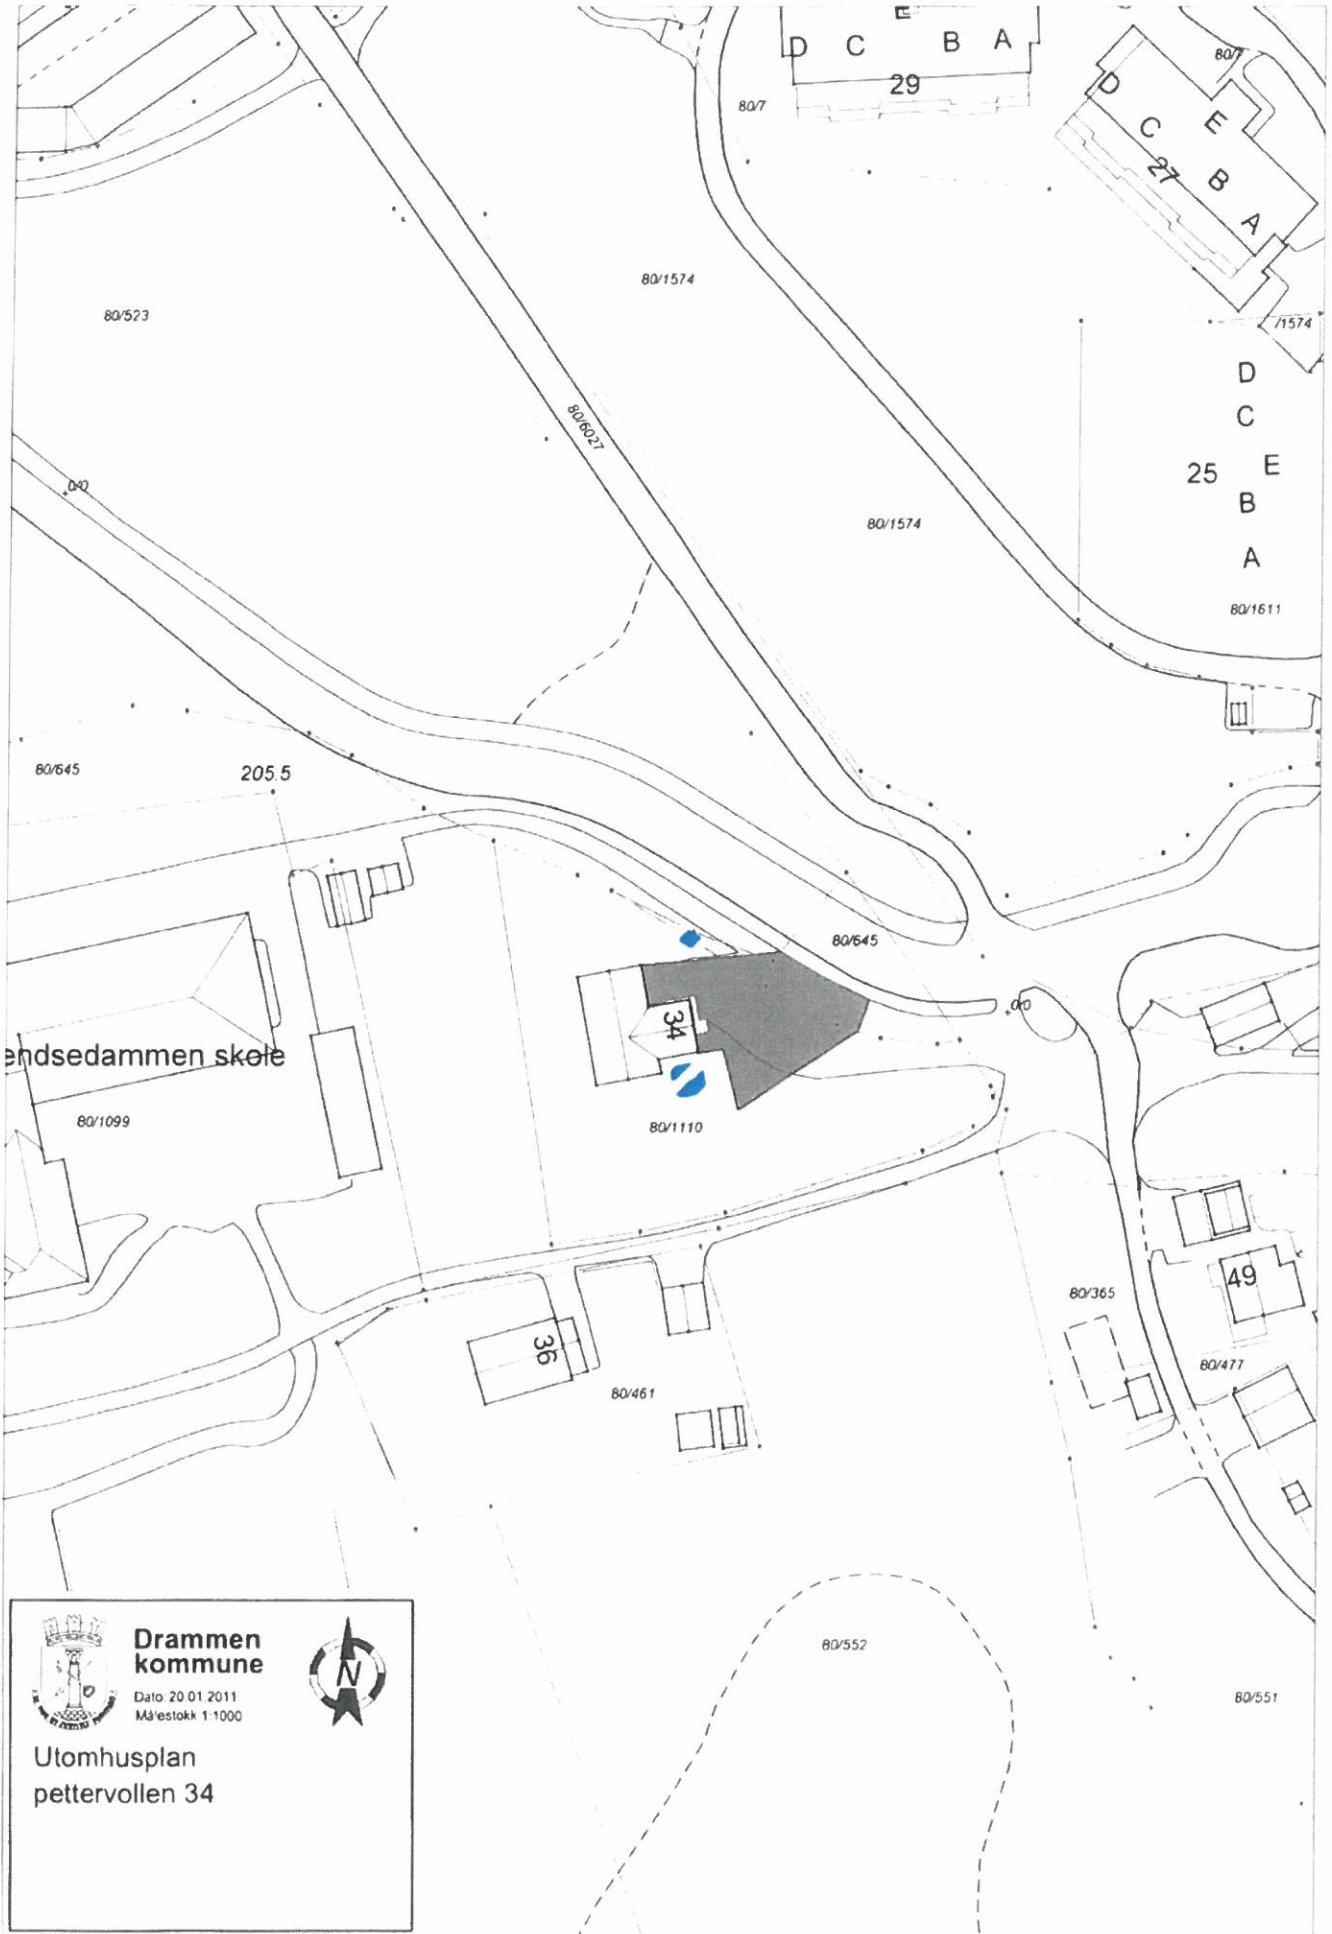 E
D C B A
29
80/7
80/7
D
C
E
27
B
A
80/1574
80/523
/1574
D
C
25 E
B
A
80/6027
0/0
80/1574
80/1611
80/645
205.5
80/645
0/0
34
endsedammen skole
80/1099
80/1110
80/365
49
36
80/461
80/477
80/552
80/551
Drammen
kommune
Dato: 20.01.2011
Målestokk 1:1000
N
Utomhusplan
pettervollen 34